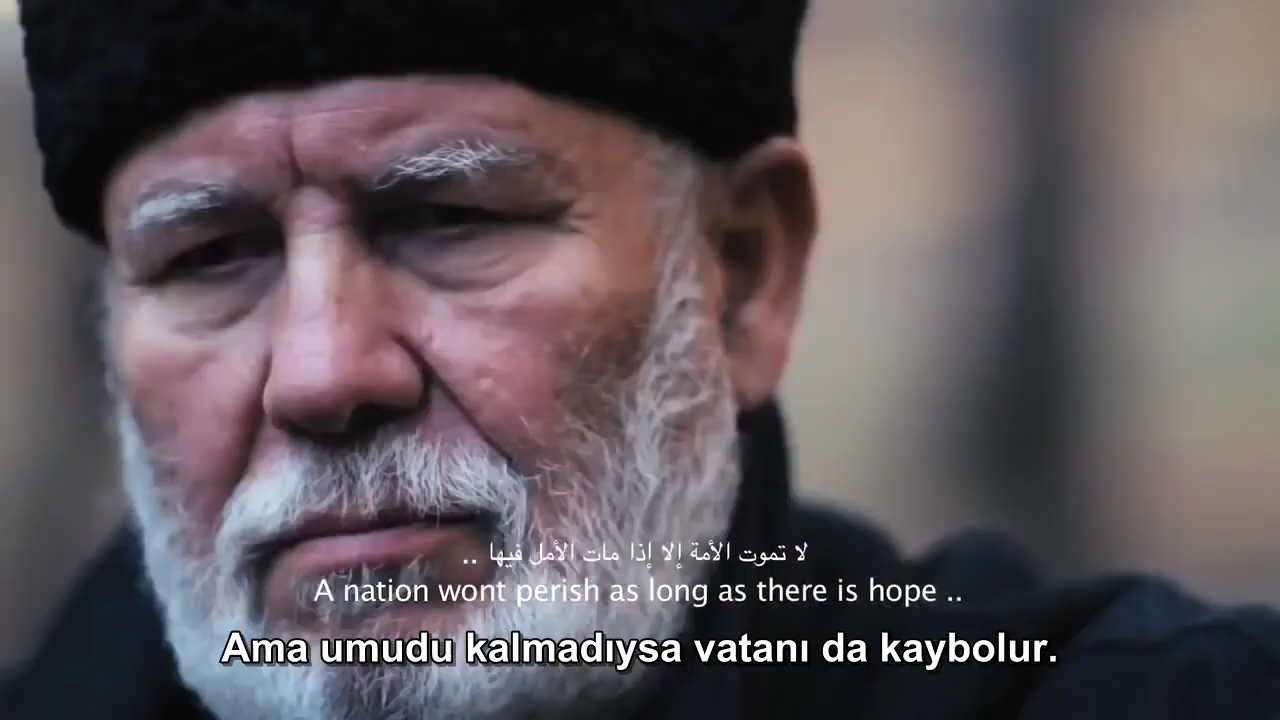 لا تموت الأمة إلا إذا مات الأمل فيها ..
A nation wont perish as long as there is hope ..
Ama umudu kalmadıysa vatanı da kaybolur.